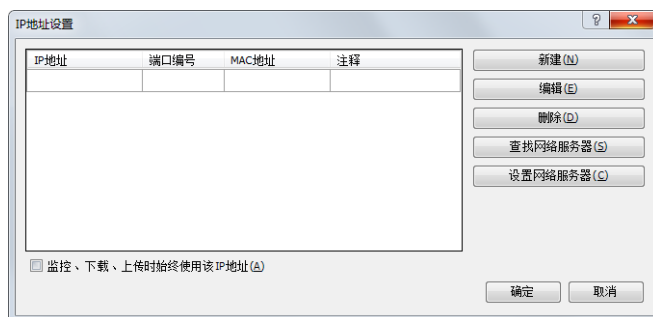 IP地址设置
IP地址 端口编号 MAC地址 注释
新建(N)
编辑(E)
删除(D)
查找网络服务器(S)
设置网络服务器(C)
监控、下载、上传时始终使用该IP地址(A)
确定 取消